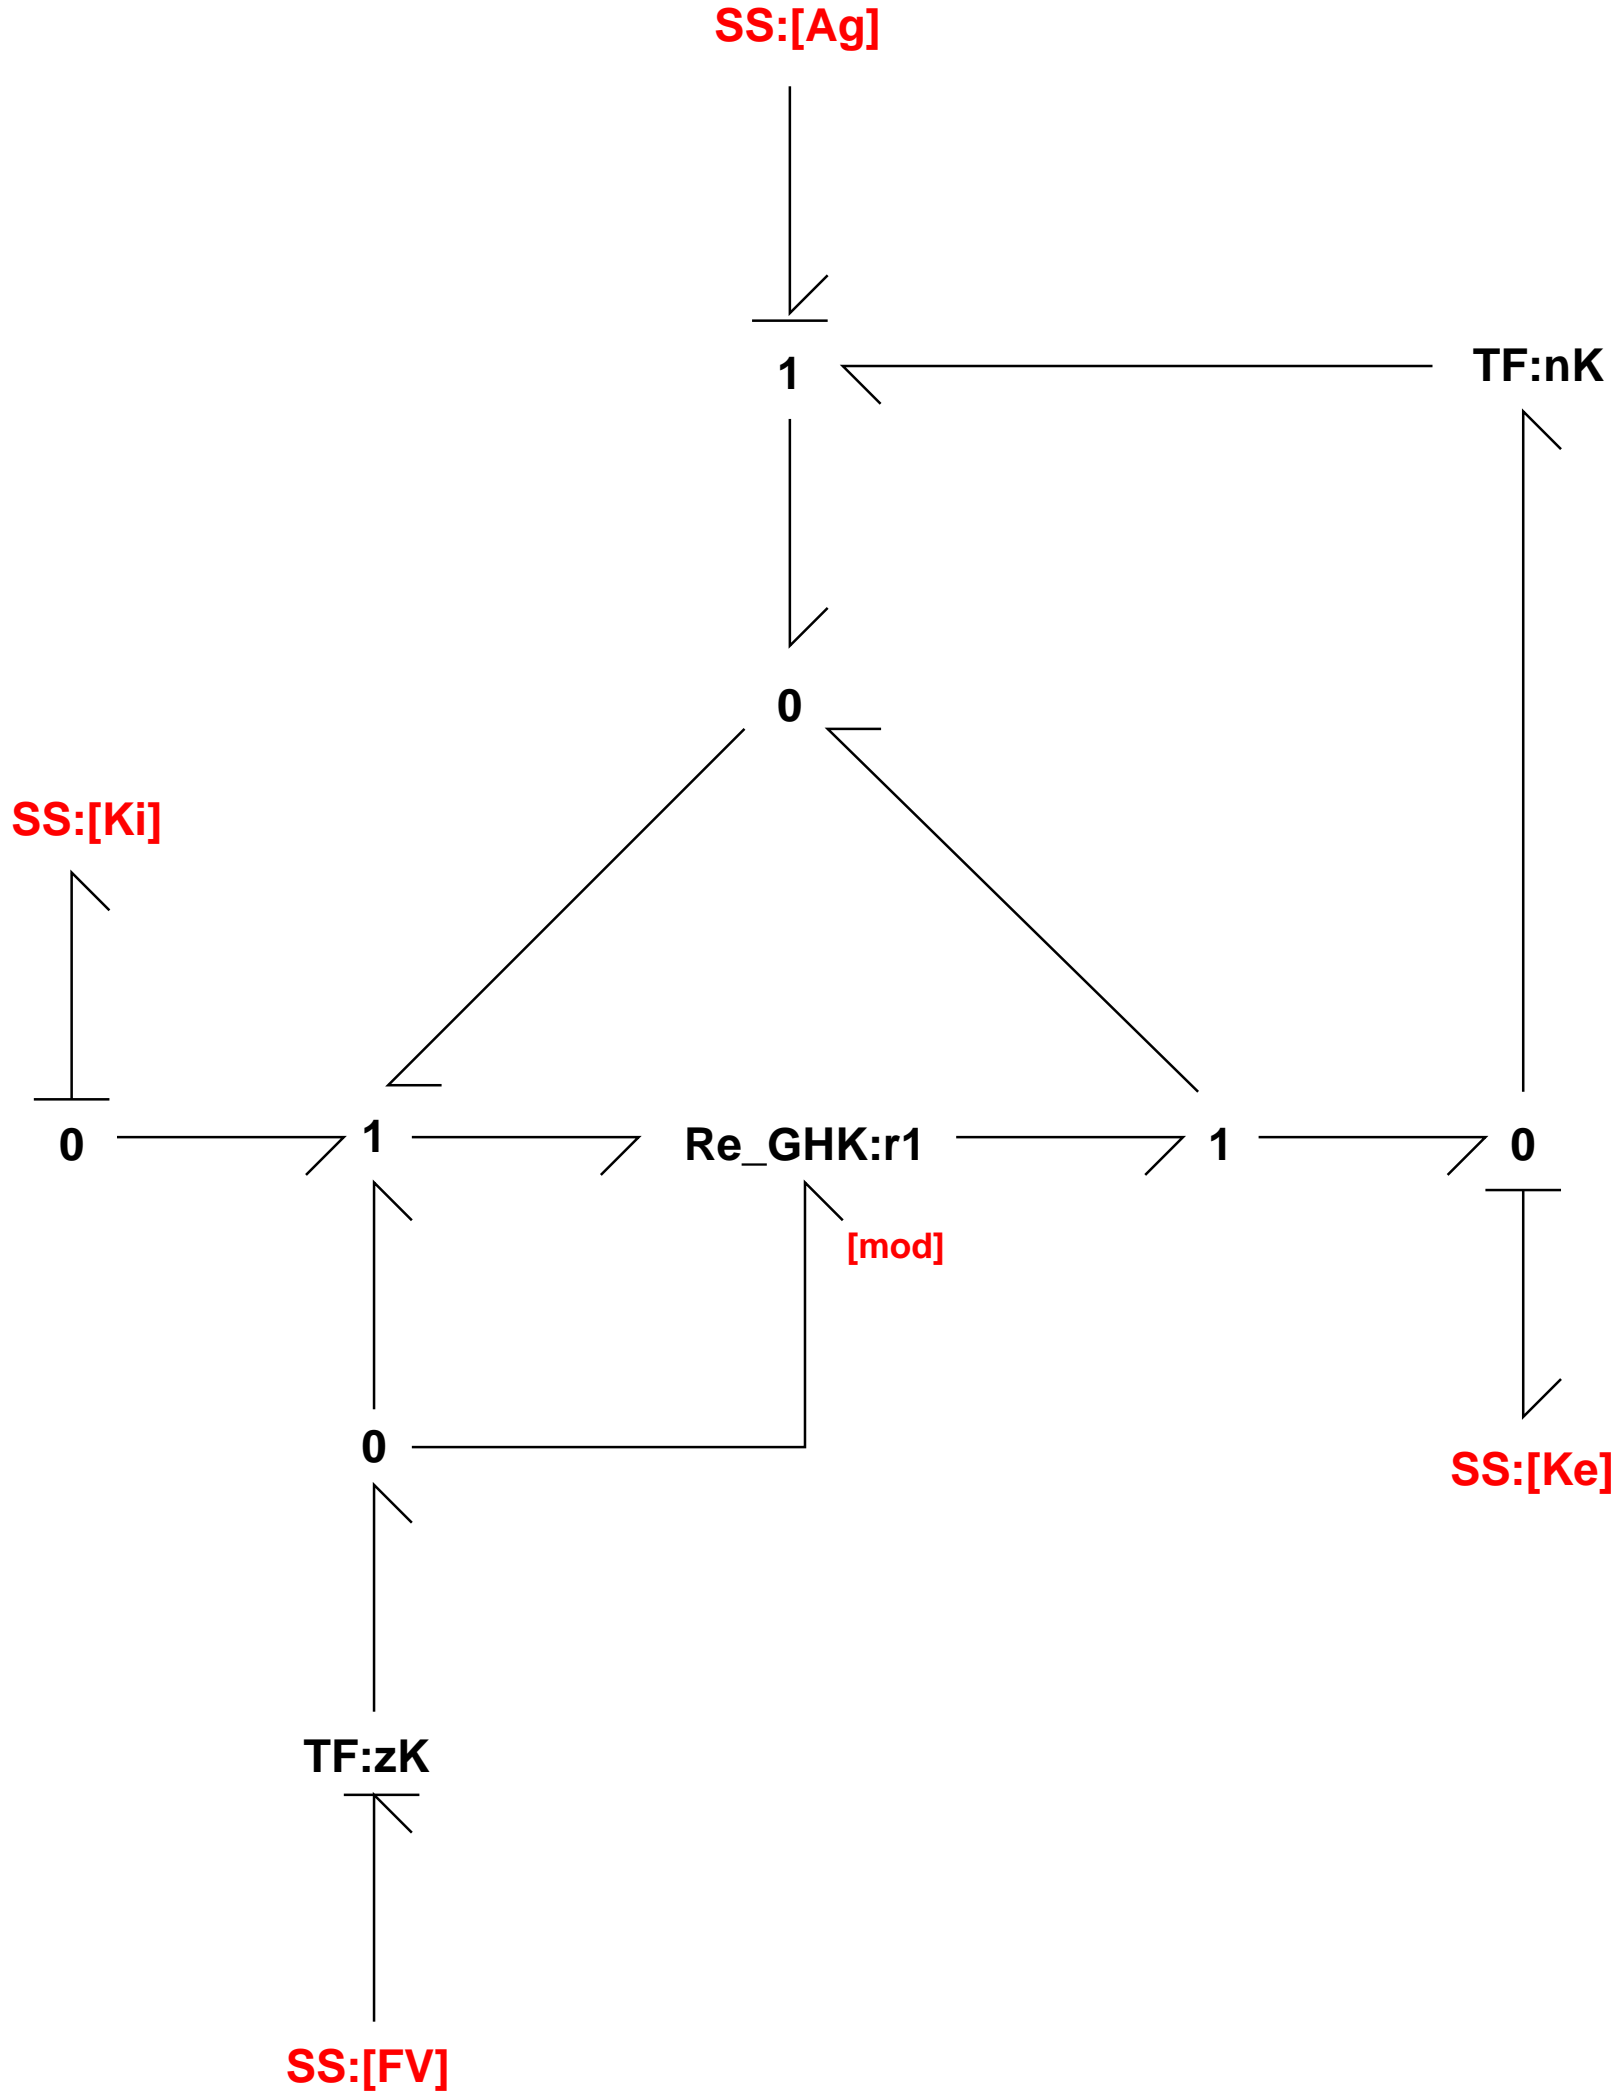 SS:[Ag]
1
TF:nK
0
SS:[Ki]
0
1
Re_GHK:r1
1
0
[mod]
0
SS:[Ke]
TF:zK
SS:[FV]